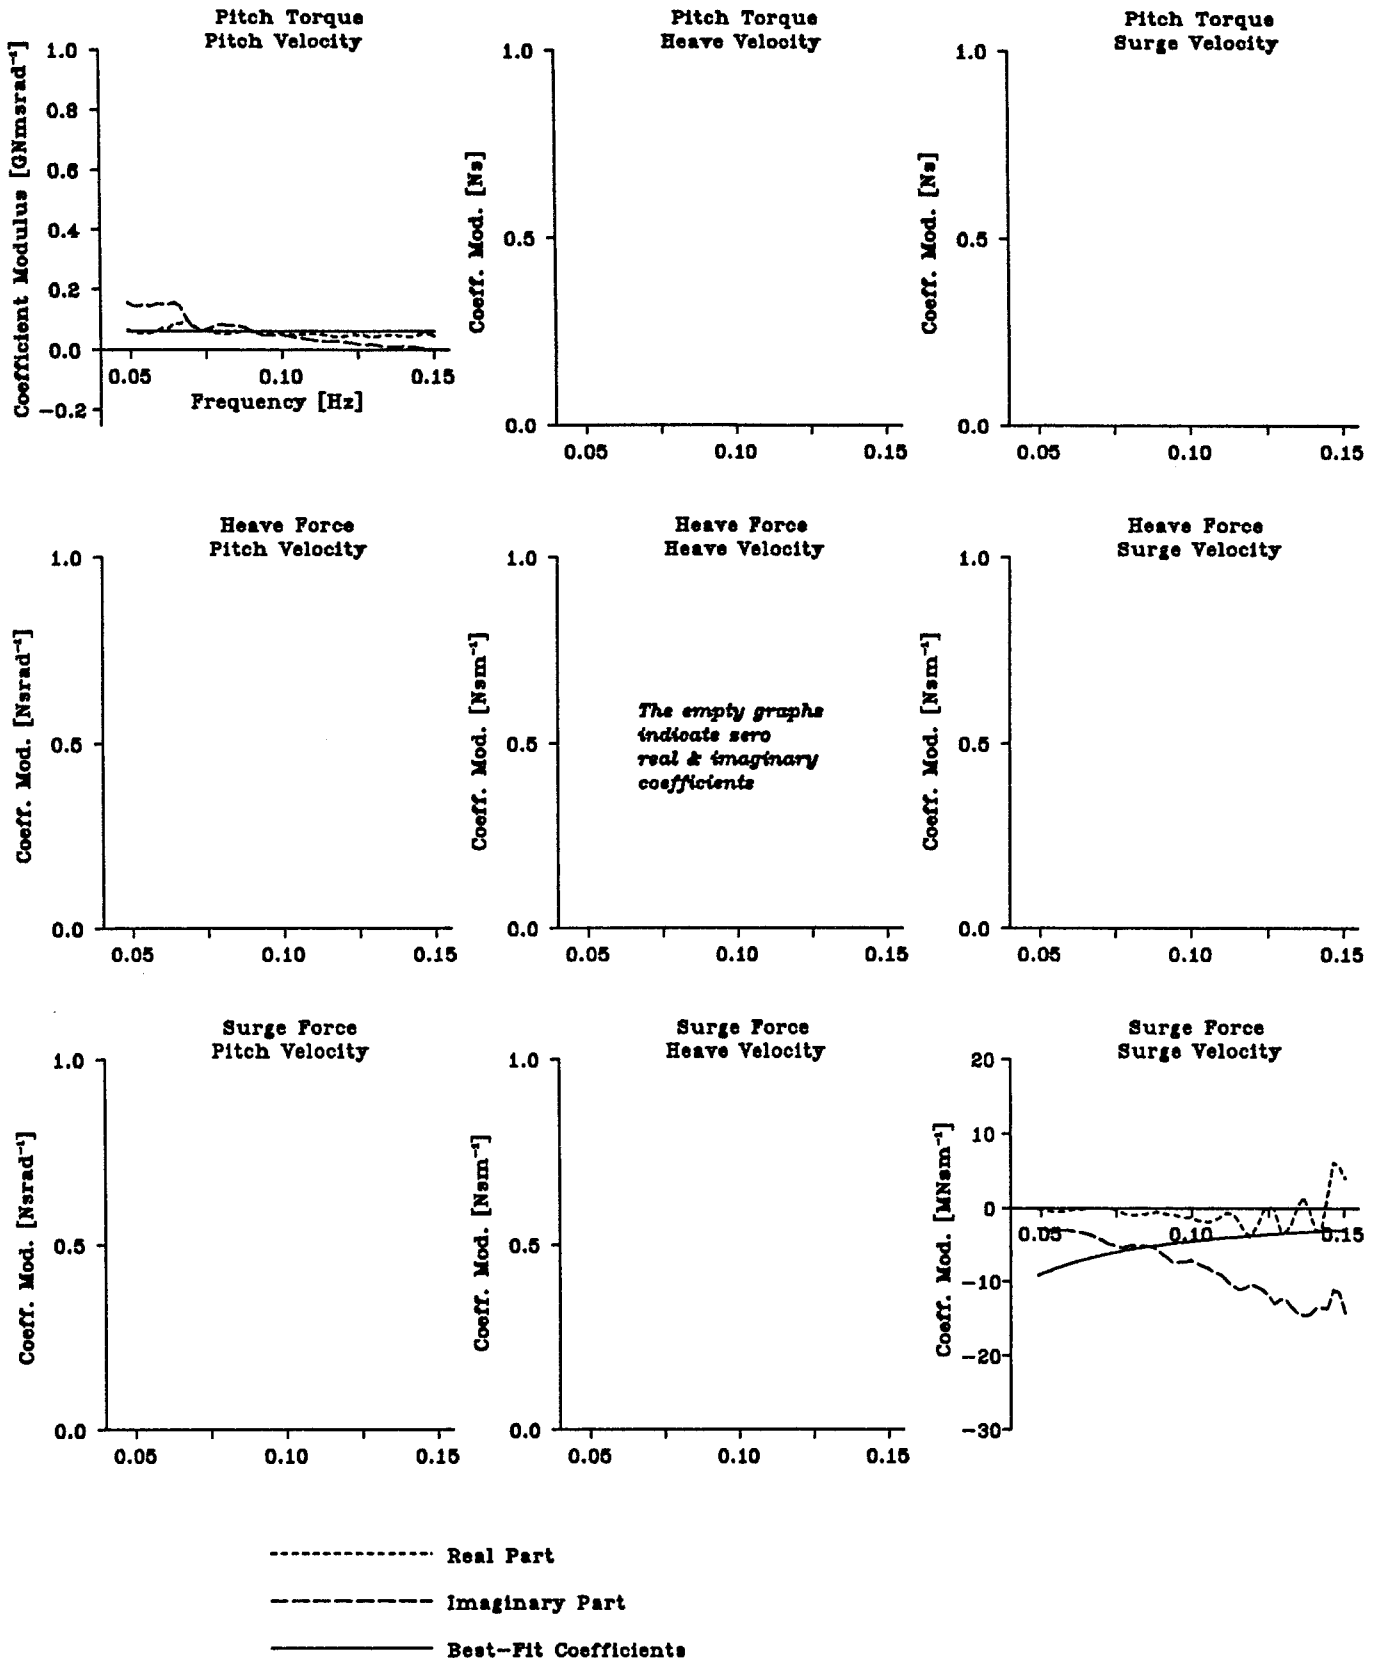 Pitch Torque
Pitch Velocity
Coefficient Modulus [GNmsrad⁻¹]
1.0
0.8
0.6
0.4
0.2
0.0
−0.2
0.05 0.10 0.15
Frequency [Hz]
Pitch Torque
Heave Velocity
Coeff. Mod. [Ns]
1.0
0.5
0.0
0.05 0.10 0.15
Pitch Torque
Surge Velocity
Coeff. Mod. [Ns]
1.0
0.5
0.0
0.05 0.10 0.15
Heave Force
Pitch Velocity
Coeff. Mod. [Nsrad⁻¹]
1.0
0.5
0.0
0.05 0.10 0.15
Heave Force
Heave Velocity
Coeff. Mod. [Nsm⁻¹]
1.0
0.5
0.0
The empty graphs
indicate zero
real & imaginary
coefficients
0.05 0.10 0.15
Heave Force
Surge Velocity
Coeff. Mod. [Nsm⁻¹]
1.0
0.5
0.0
0.05 0.10 0.15
Surge Force
Pitch Velocity
Coeff. Mod. [Nsrad⁻¹]
1.0
0.5
0.0
0.05 0.10 0.15
Surge Force
Heave Velocity
Coeff. Mod. [Nsm⁻¹]
1.0
0.5
0.0
0.05 0.10 0.15
Surge Force
Surge Velocity
Coeff. Mod. [MNsm⁻¹]
20
10
0
−10
−20
−30
0.05 0.10 0.15
Real Part
Imaginary Part
Best−Fit Coefficients